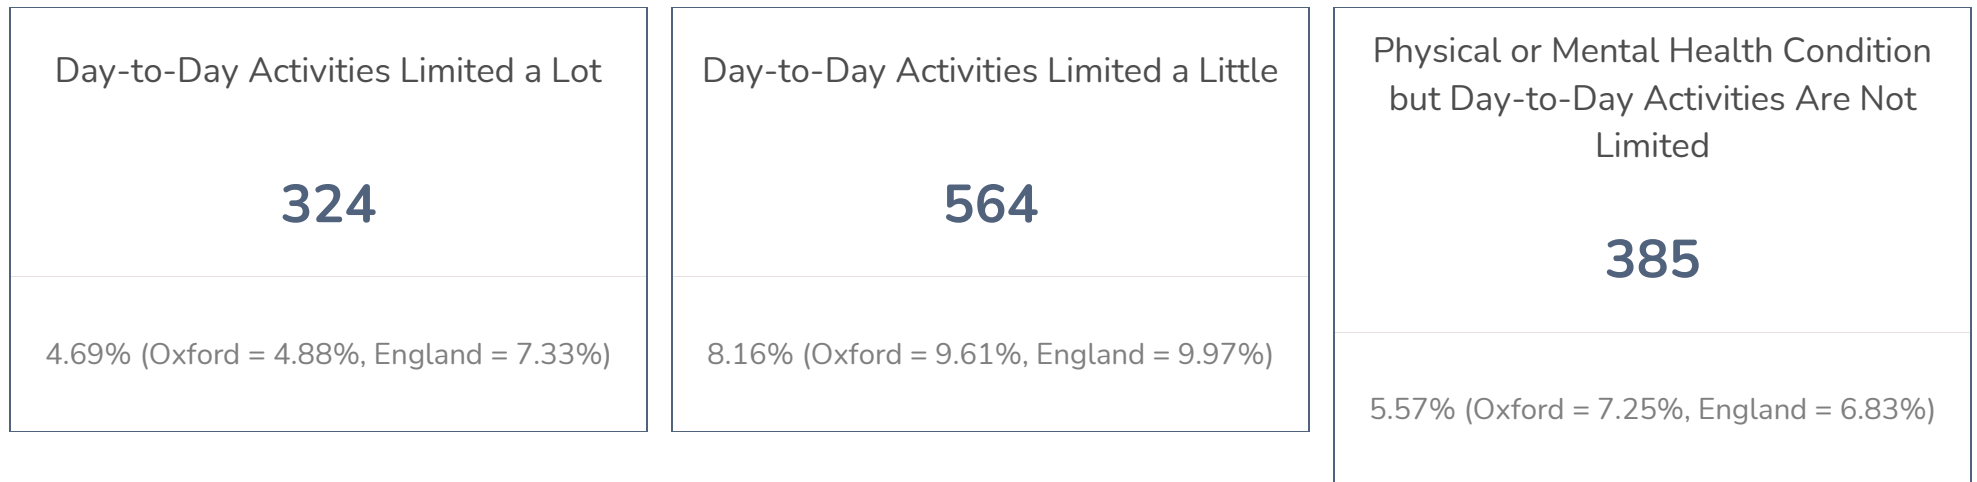 Day-to-Day Activities Limited a Lot
324
4.69% (Oxford = 4.88%, England = 7.33%)
Day-to-Day Activities Limited a Little
564
8.16% (Oxford = 9.61%, England = 9.97%)
Physical or Mental Health Condition
but Day-to-Day Activities Are Not
Limited
385
5.57% (Oxford = 7.25%, England = 6.83%)